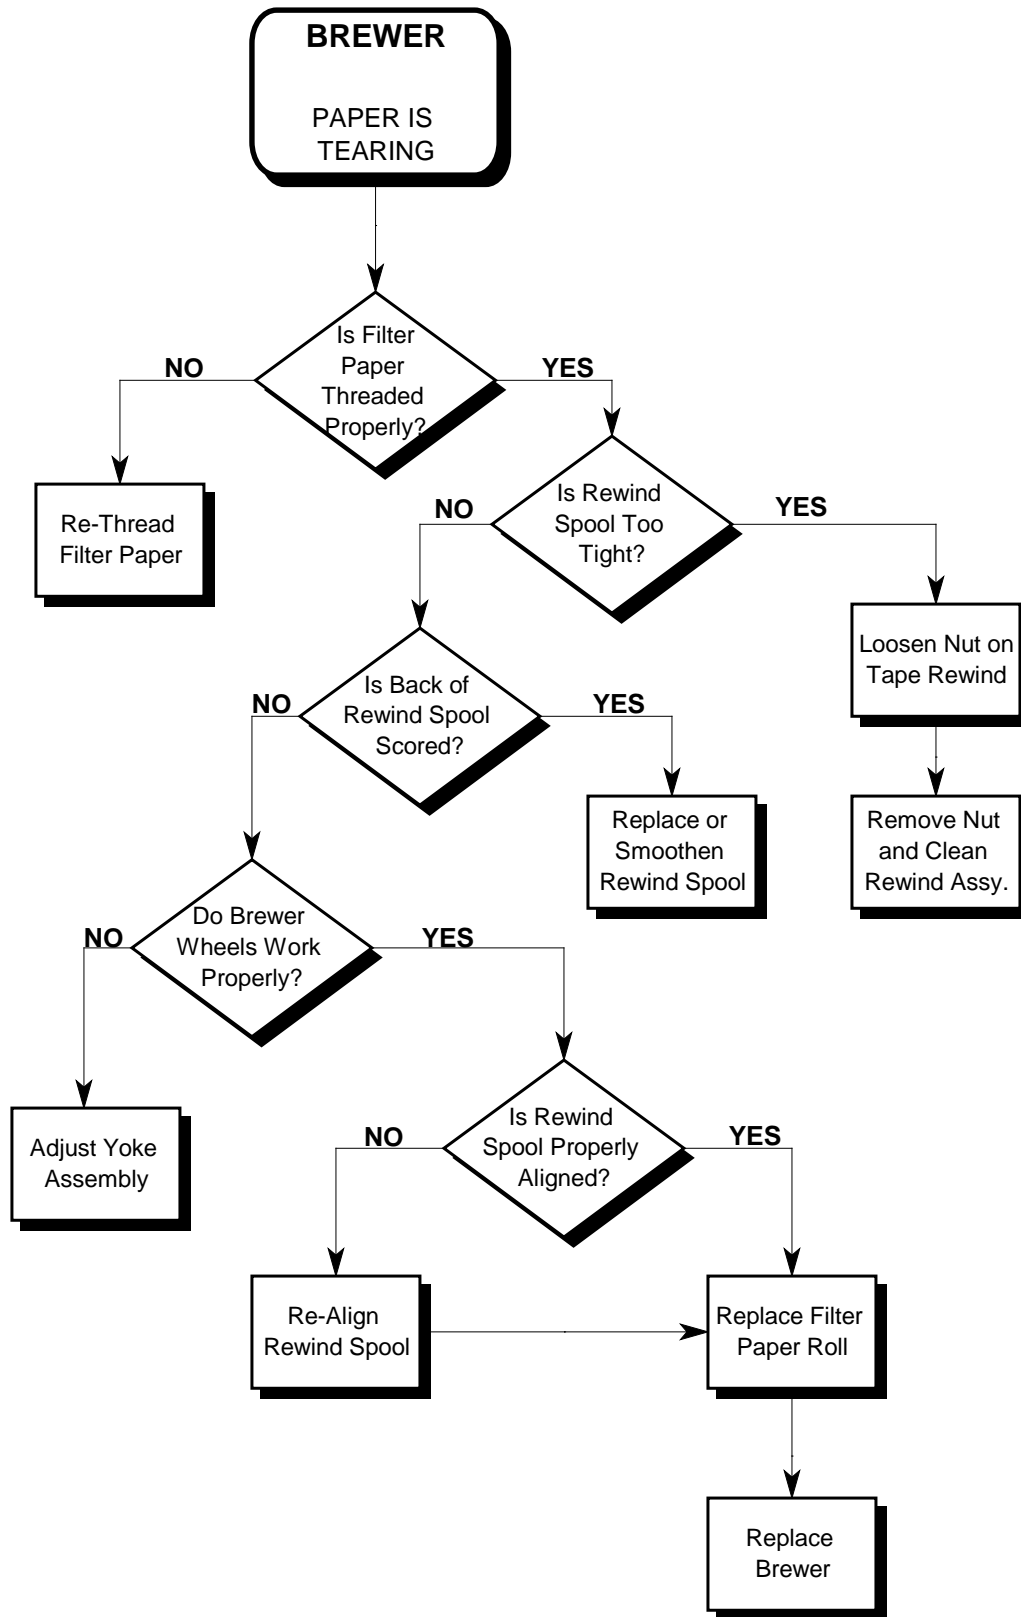 BREWER
PAPER IS
TEARING
Is Filter
Paper
Threaded
Properly?
NO
YES
Re-Thread
Filter Paper
Is Rewind
Spool Too
Tight?
NO
YES
Loosen Nut on
Tape Rewind
Is Back of
Rewind Spool
Scored?
NO
YES
Replace or
Smoothen
Rewind Spool
Remove Nut
and Clean
Rewind Assy.
Do Brewer
Wheels Work
Properly?
NO
YES
Adjust Yoke
Assembly
Is Rewind
Spool Properly
Aligned?
NO
YES
Re-Align
Rewind Spool
Replace Filter
Paper Roll
Replace
Brewer